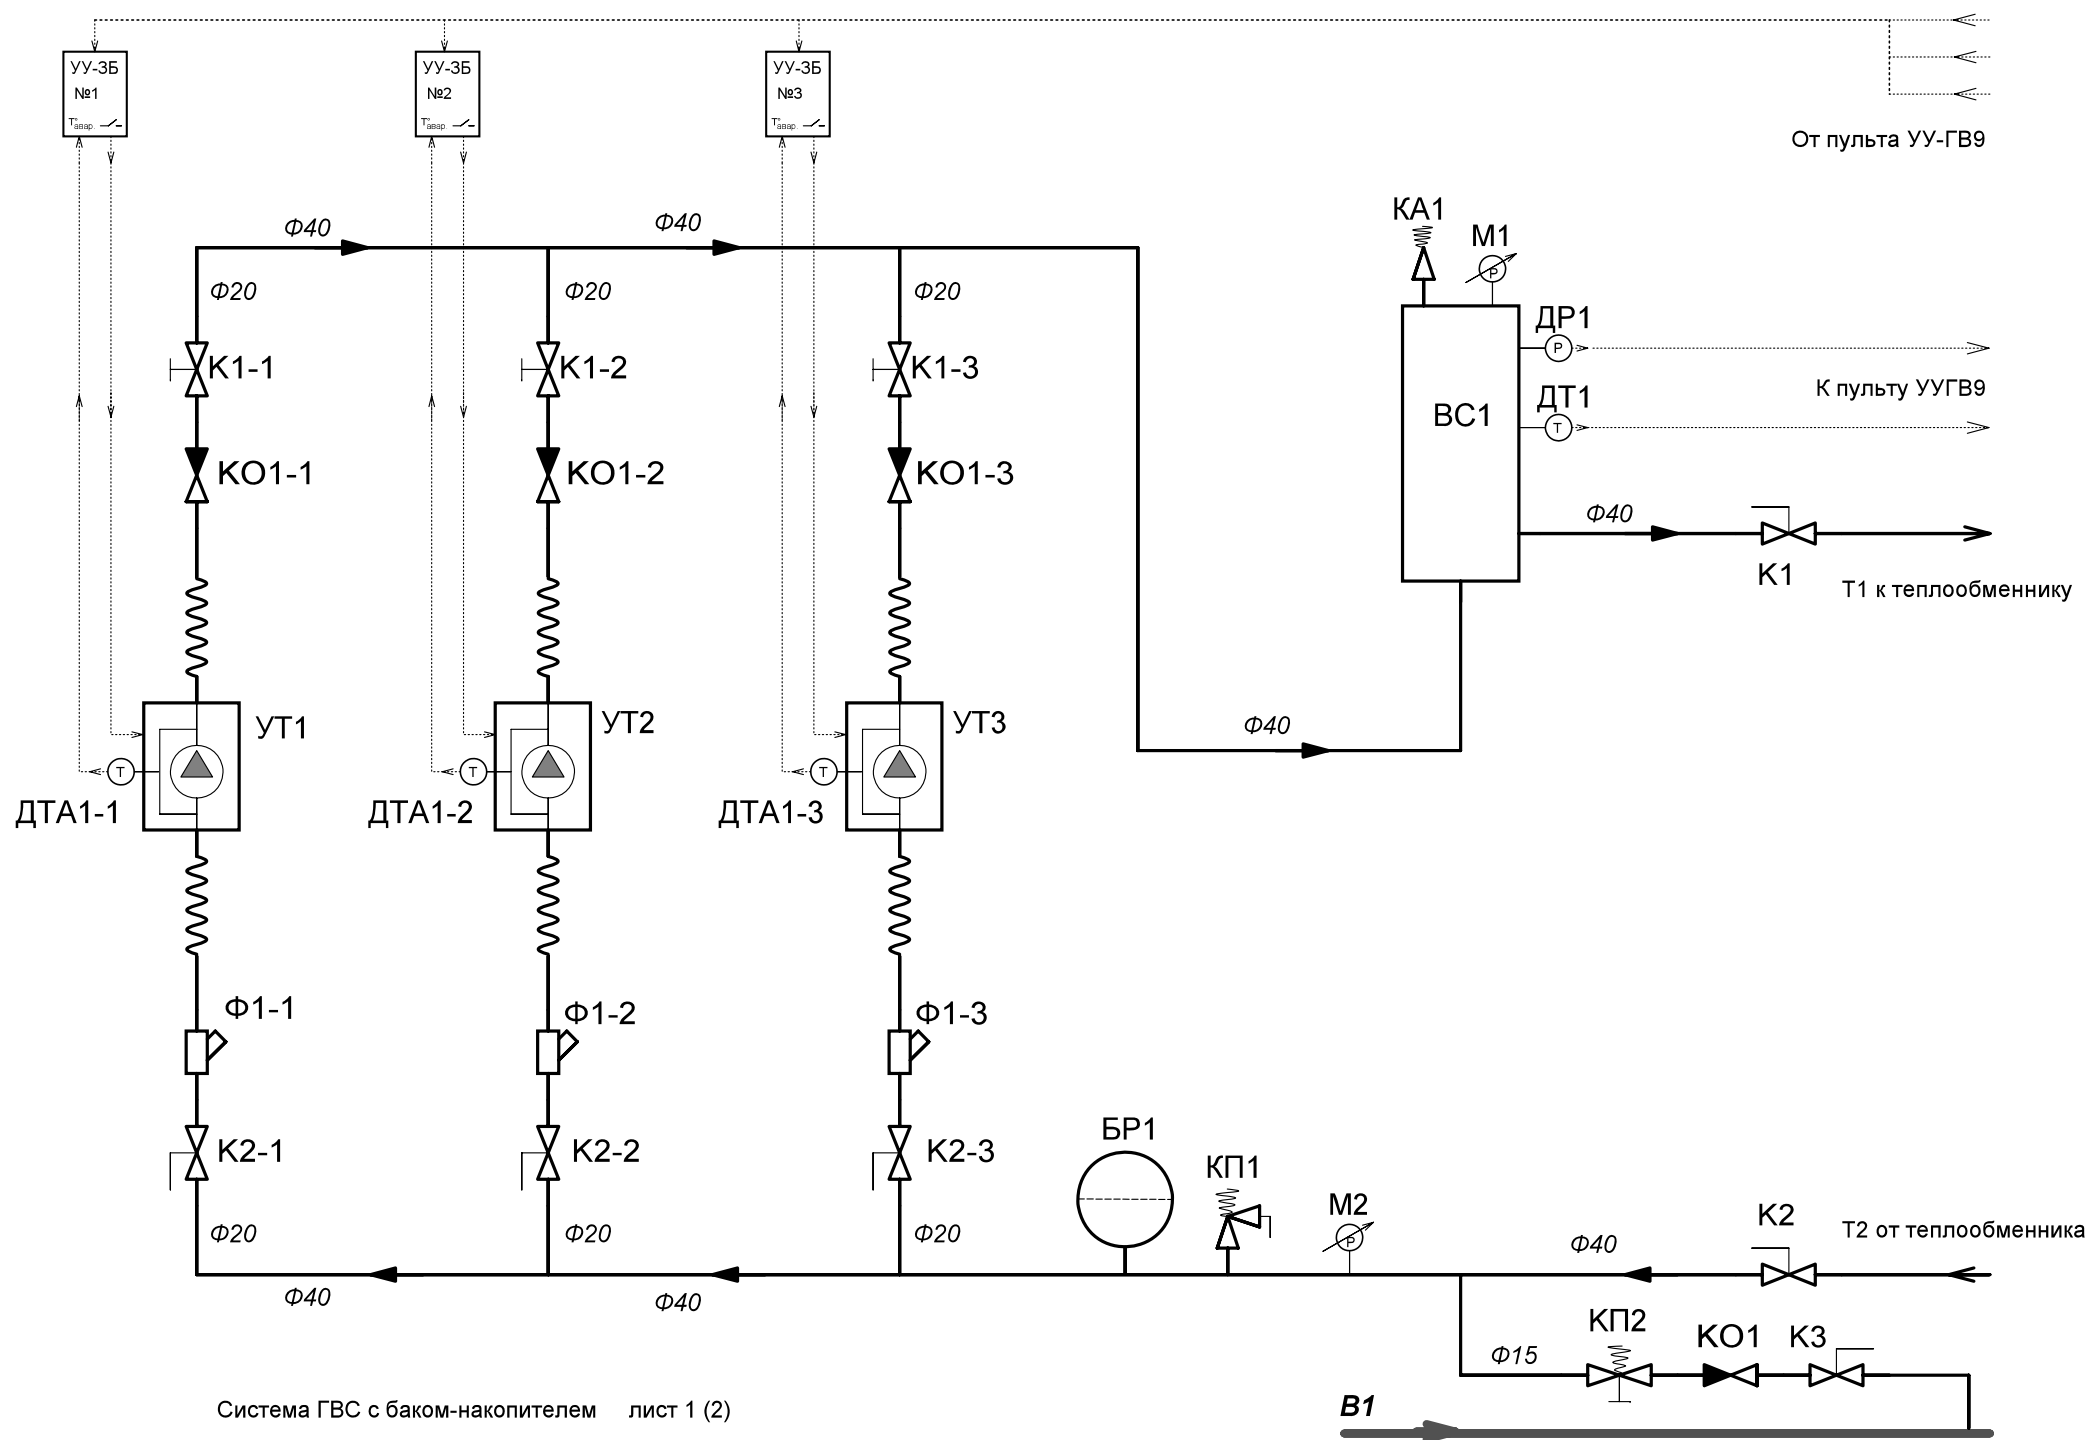 УУ-ЗБ
№1
T°авар.
УУ-ЗБ
№2
T°авар.
УУ-ЗБ
№3
T°авар.
От пульта УУ-ГВ9
Ф40
Ф40
КА1
М1
P
Ф20
Ф20
Ф20
ДР1
P
К1-1
К1-2
К1-3
К пульту УУГВ9
ДТ1
T
ВС1
КО1-1
КО1-2
КО1-3
Ф40
К1
Т1 к теплообменнику
УТ1
УТ2
УТ3
Ф40
T
T
T
ДТА1-1
ДТА1-2
ДТА1-3
Ф1-1
Ф1-2
Ф1-3
БР1
К2-1
К2-2
К2-3
КП1
М2
P
К2
Т2 от теплообменника
Ф20
Ф20
Ф20
Ф40
Ф40
Ф40
КП2
КО1
К3
Ф15
В1
Система ГВС с баком-накопителем лист 1 (2)